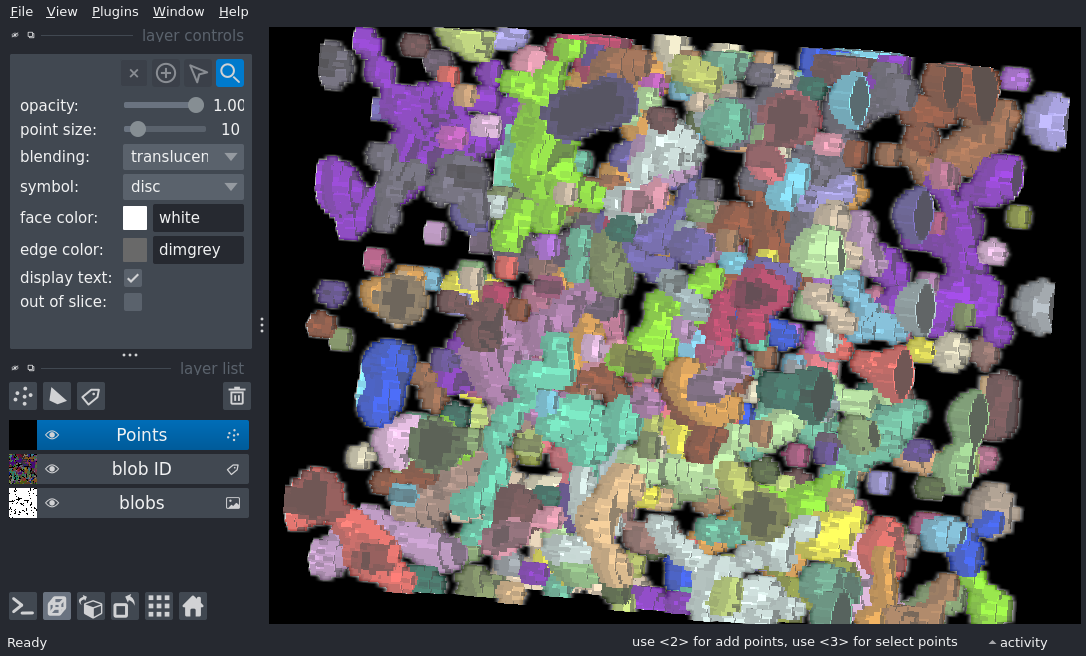 File View Plugins Window Help
layer controls
opacity: 1.00
point size: 10
blending: translucen
symbol: disc
face color: white
edge color: dimgrey
display text:
out of slice:
layer list
Points
blob ID
blobs
Ready
use <2> for add points, use <3> for select points
activity